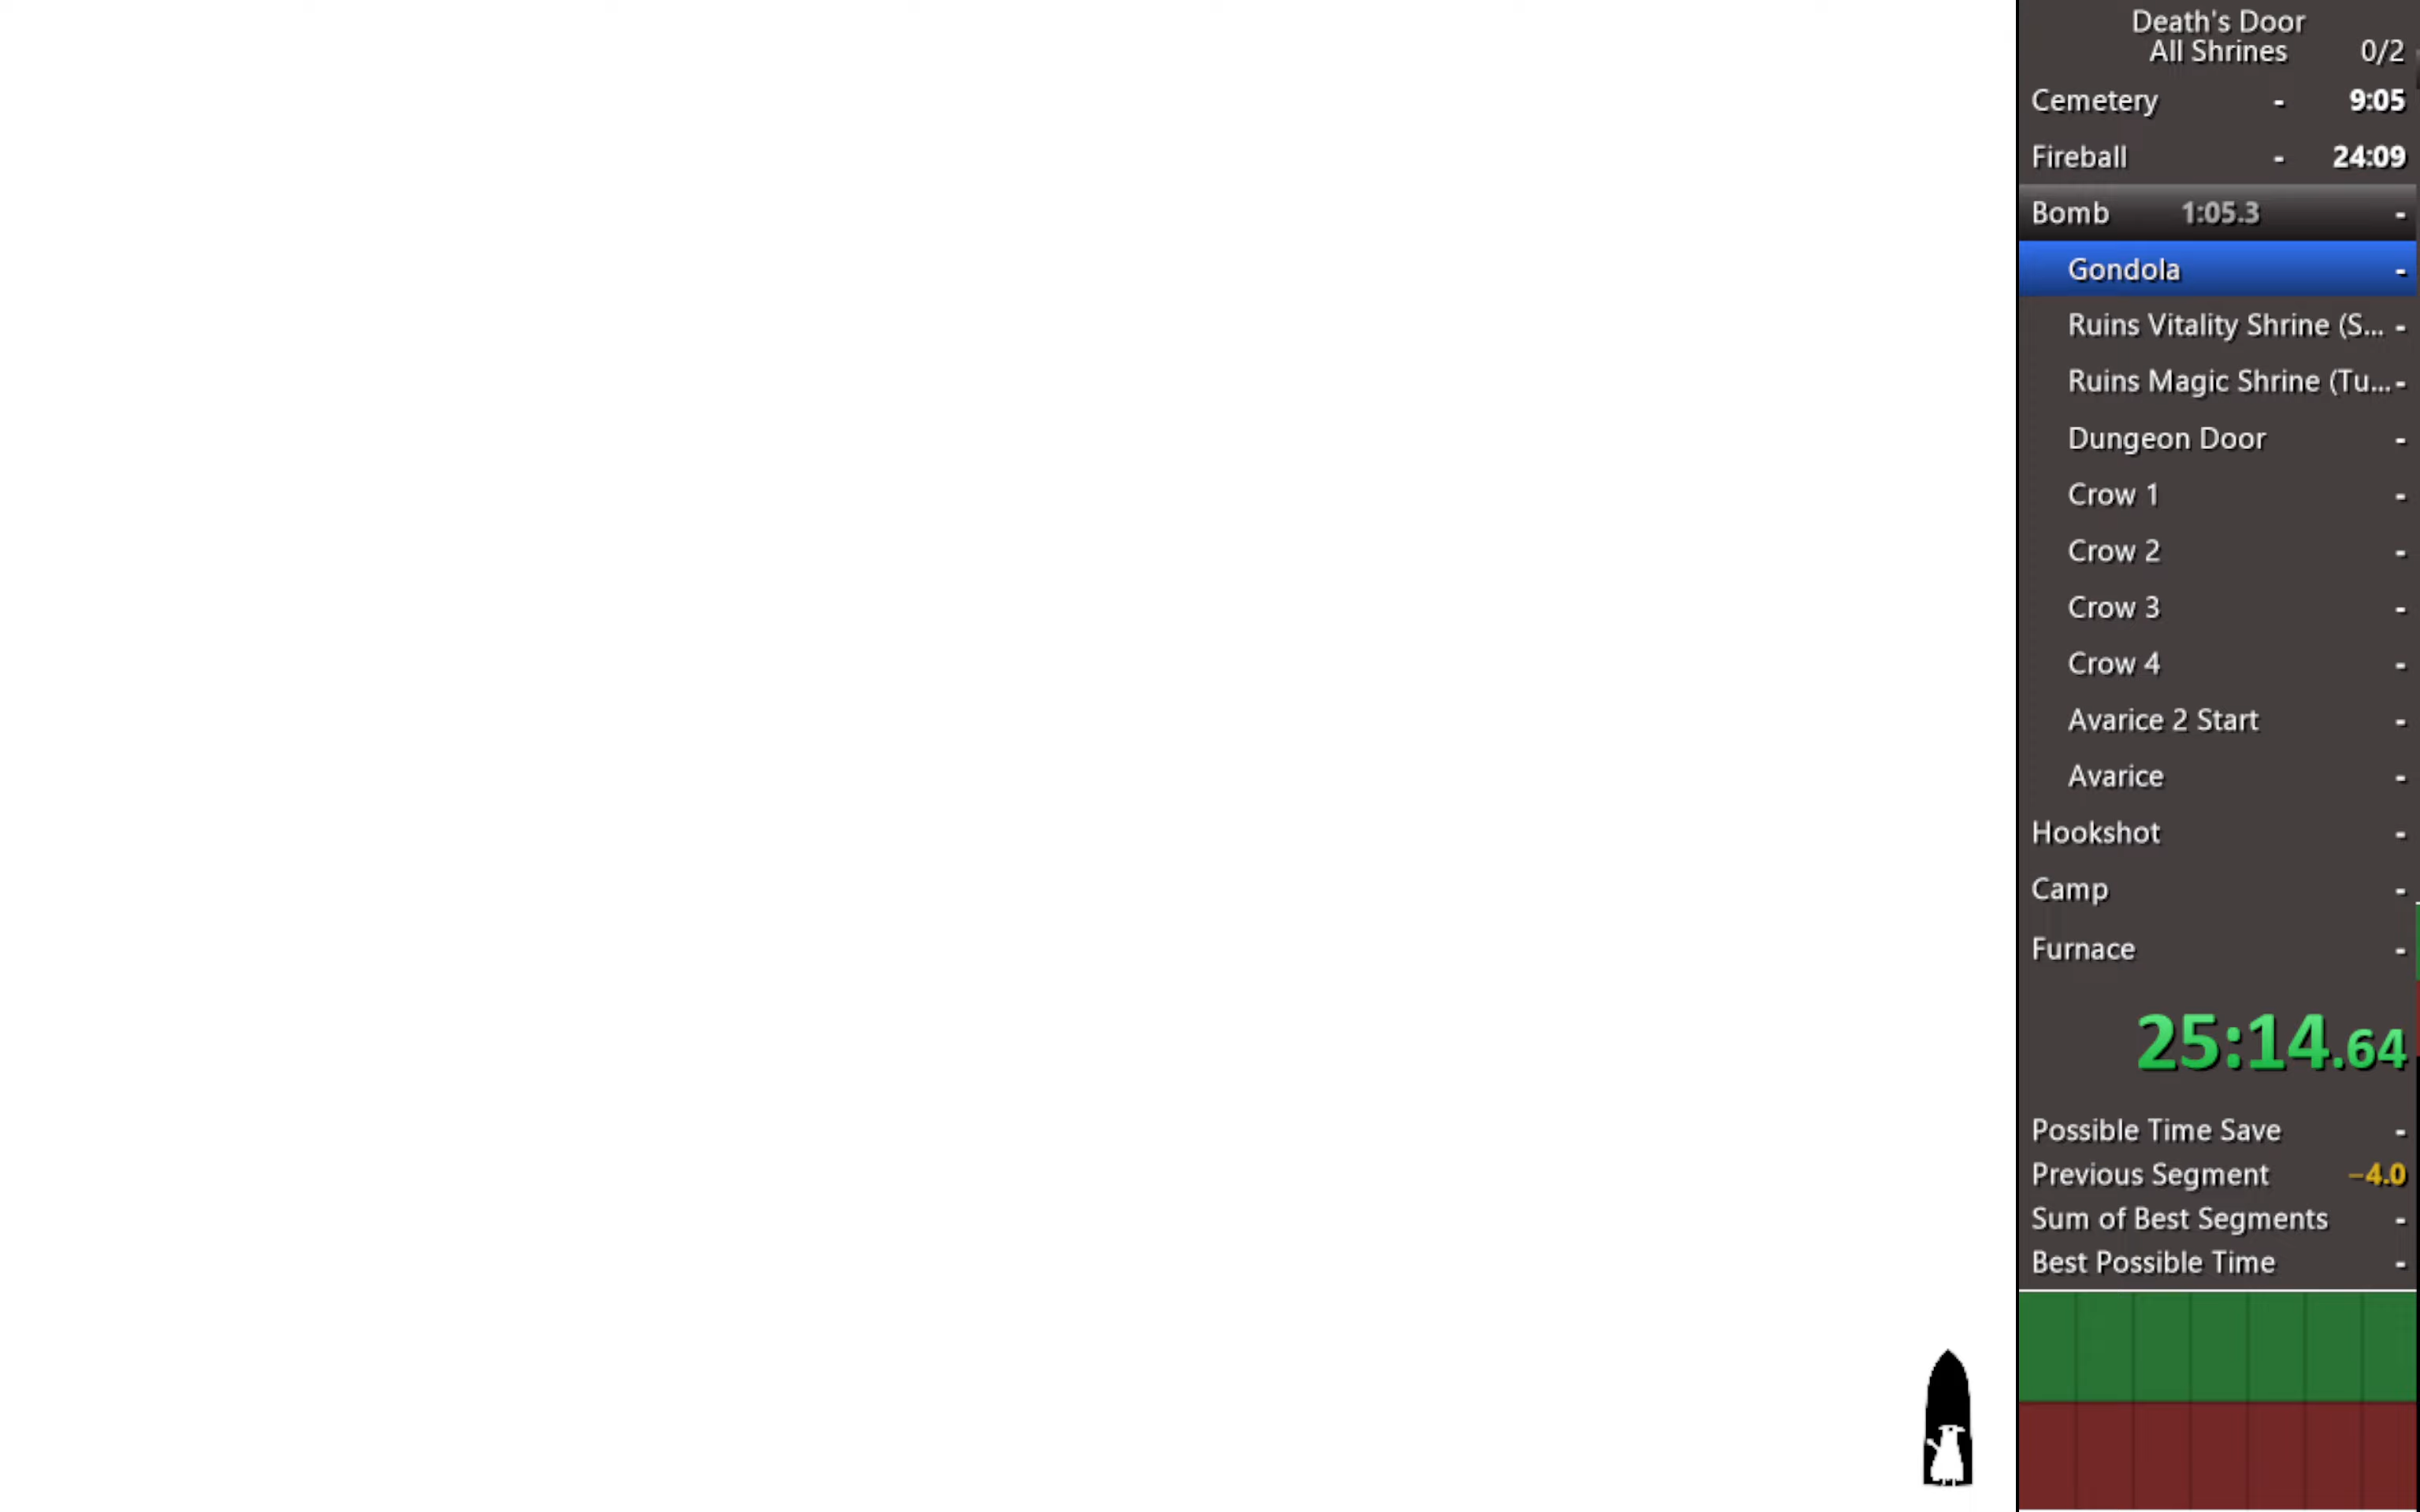 Death's Door
All Shrines 0/2
Cemetery - 9:05
Fireball - 24:09
Bomb 1:05.3 -
Gondola -
Ruins Vitality Shrine (S... -
Ruins Magic Shrine (Tu... -
Dungeon Door -
Crow 1 -
Crow 2 -
Crow 3 -
Crow 4 -
Avarice 2 Start -
Avarice -
Hookshot -
Camp -
Furnace -
25:14.64
Possible Time Save -
Previous Segment −4.0
Sum of Best Segments -
Best Possible Time -